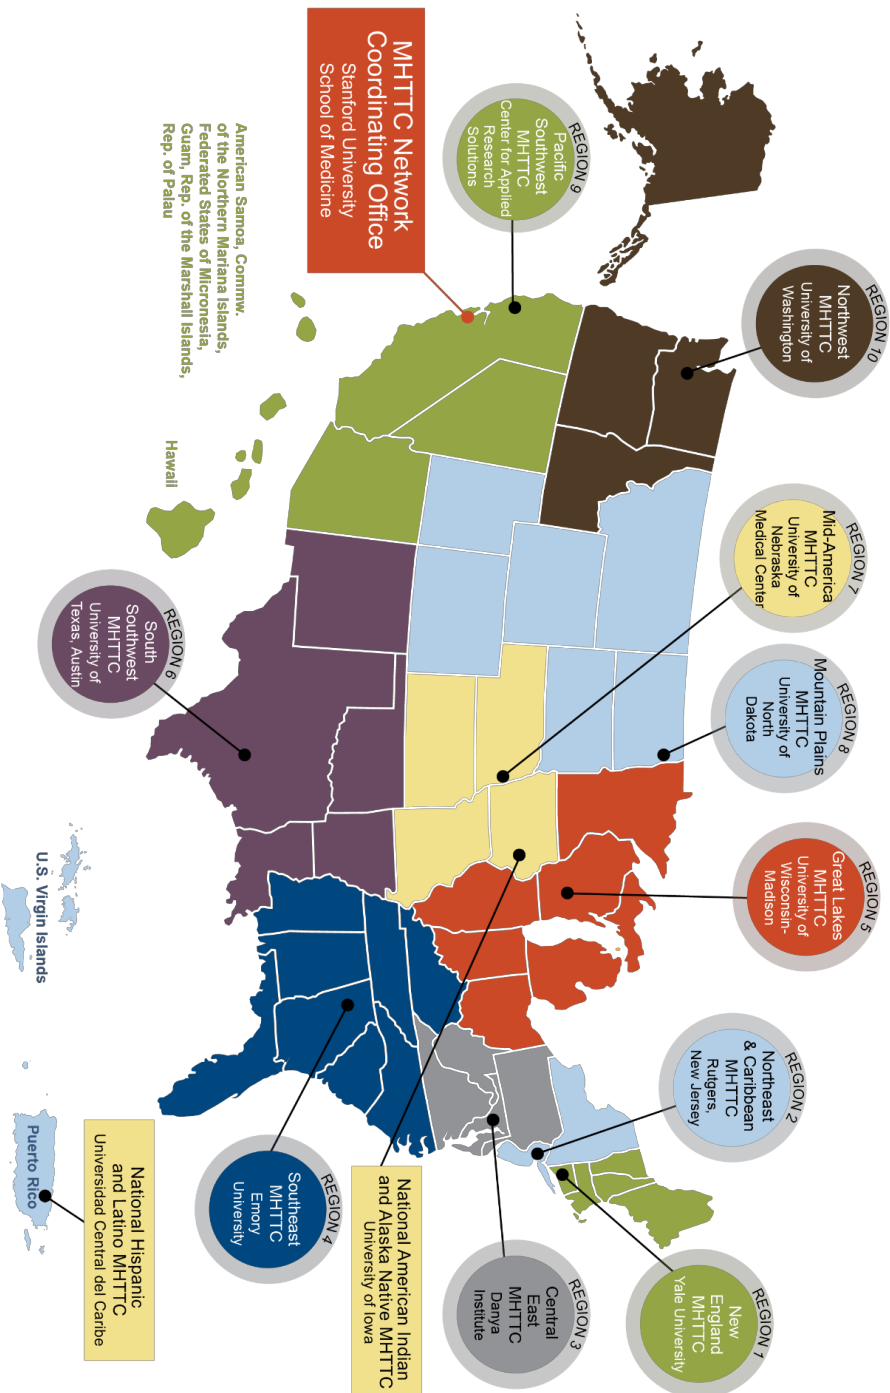 REGION 10
Northwest
MHTTC
University of
Washington
REGION 7
Mid-America
MHTTC
University of
Nebraska
Medical Center
REGION 8
Mountain Plains
MHTTC
University of
North
Dakota
REGION 5
Great Lakes
MHTTC
University of
Wisconsin-
Madison
REGION 2
Northeast
& Caribbean
MHTTC
Rutgers,
New Jersey
REGION 1
New
England
MHTTC
Yale University
REGION 9
Pacific
Southwest
MHTTC
Center for Applied
Research
Solutions
REGION 3
Central
East
MHTTC
Danya
Institute
MHTTC Network
Coordinating Office
Stanford University
School of Medicine
National American Indian
and Alaska Native MHTTC
University of Iowa
REGION 4
Southeast
MHTTC
Emory
University
American Samoa, Commw.
of the Northern Mariana Islands,
Federated States of Micronesia,
Guam, Rep. of the Marshall Islands,
Rep. of Palau
Hawaii
REGION 6
South
Southwest
MHTTC
University of
Texas, Austin
National Hispanic
and Latino MHTTC
Universidad Central del Caribe
U.S. Virgin Islands
Puerto Rico